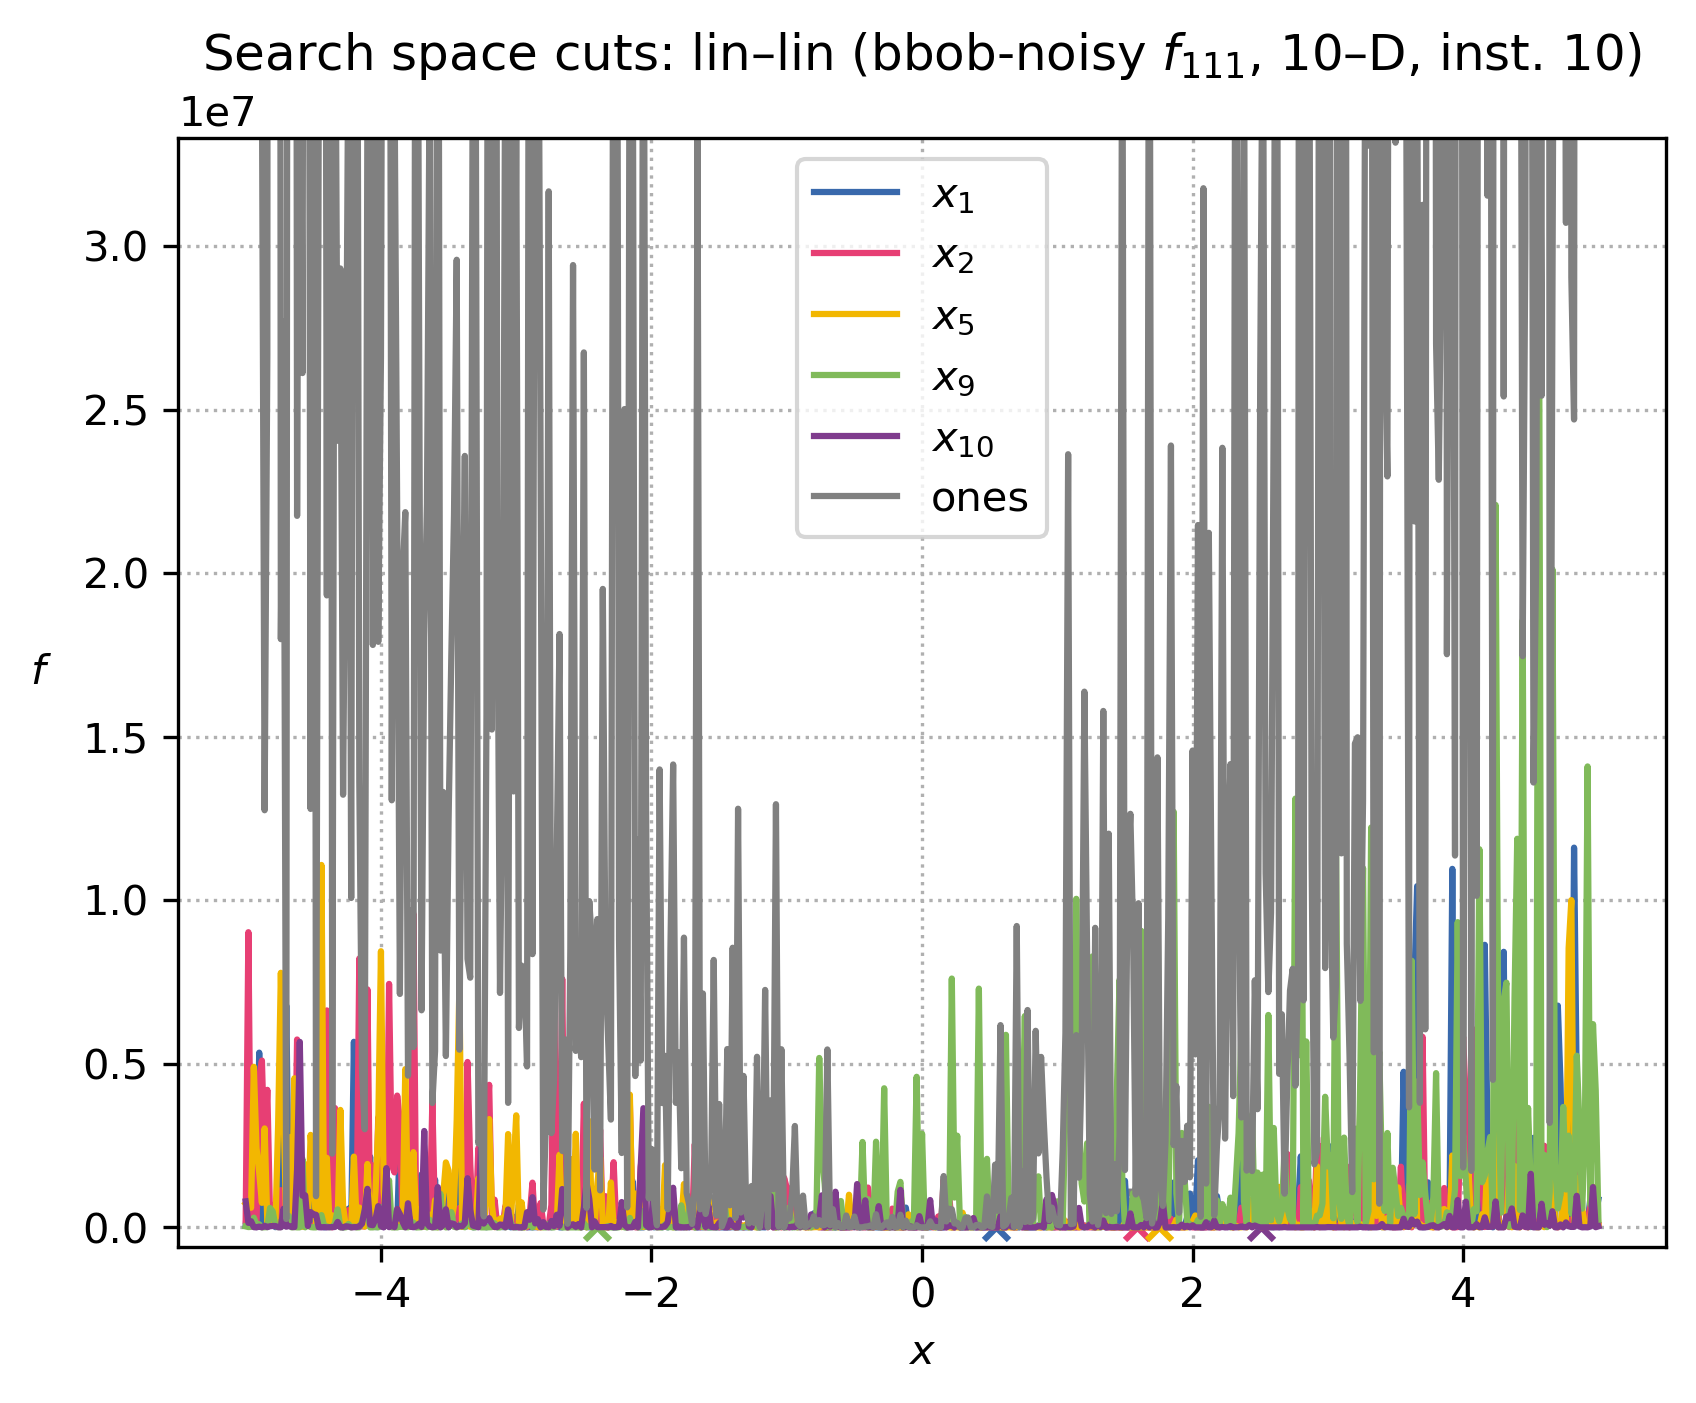 Search space cuts: lin–lin (bbob-noisy f₁₁₁, 10–D, inst. 10)
1e7
x₁
x₂
x₅
x₉
x₁₀
ones
3.0
2.5
2.0
1.5
1.0
0.5
0.0
f
−4
−2
0
2
4
x